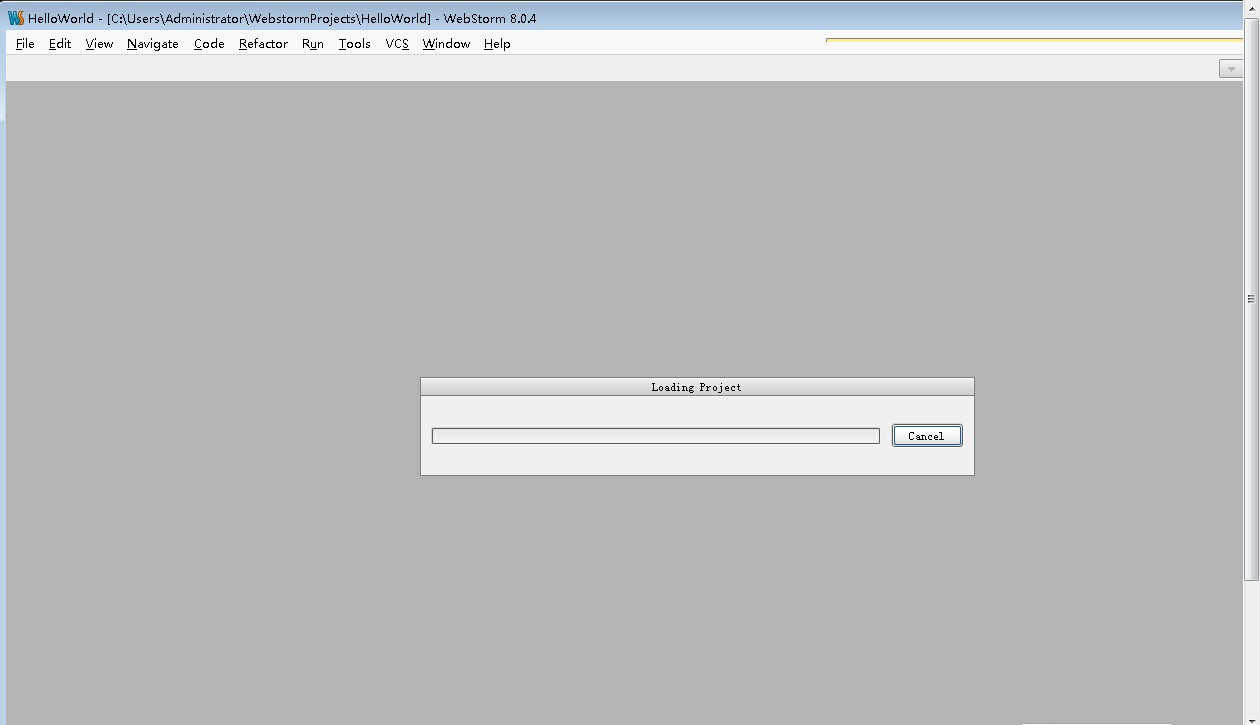 HelloWorld - [C:\Users\Administrator\WebstormProjects\HelloWorld] - WebStorm 8.0.4
File Edit View Navigate Code Refactor Run Tools VCS Window Help
Loading Project
Cancel